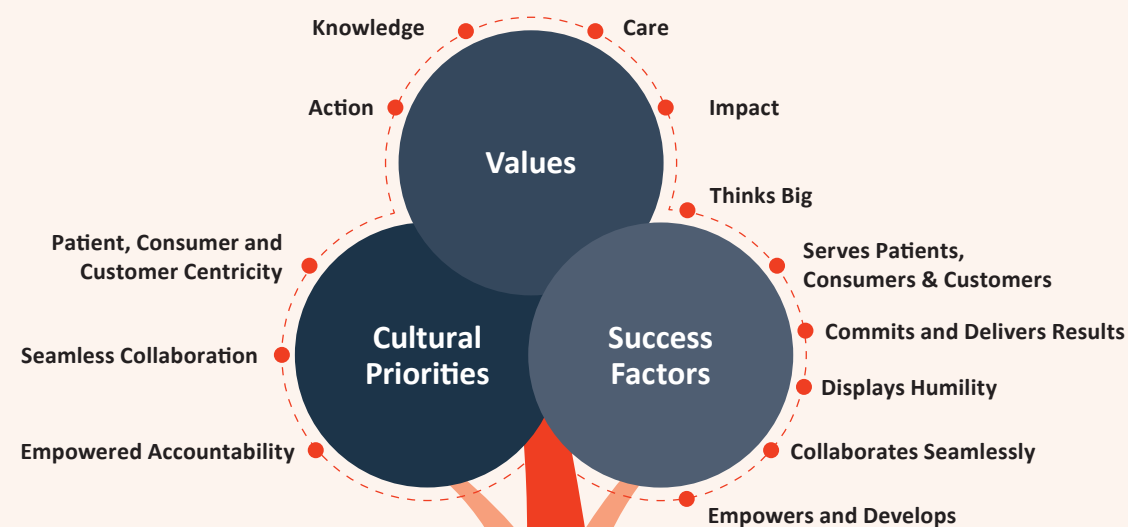 Knowledge
Care
Action
Impact
Values
Thinks Big
Patient, Consumer and
Customer Centricity
Serves Patients,
Consumers & Customers
Cultural
Priorities
Success
Factors
Seamless Collaboration
Commits and Delivers Results
Displays Humility
Empowered Accountability
Collaborates Seamlessly
Empowers and Develops